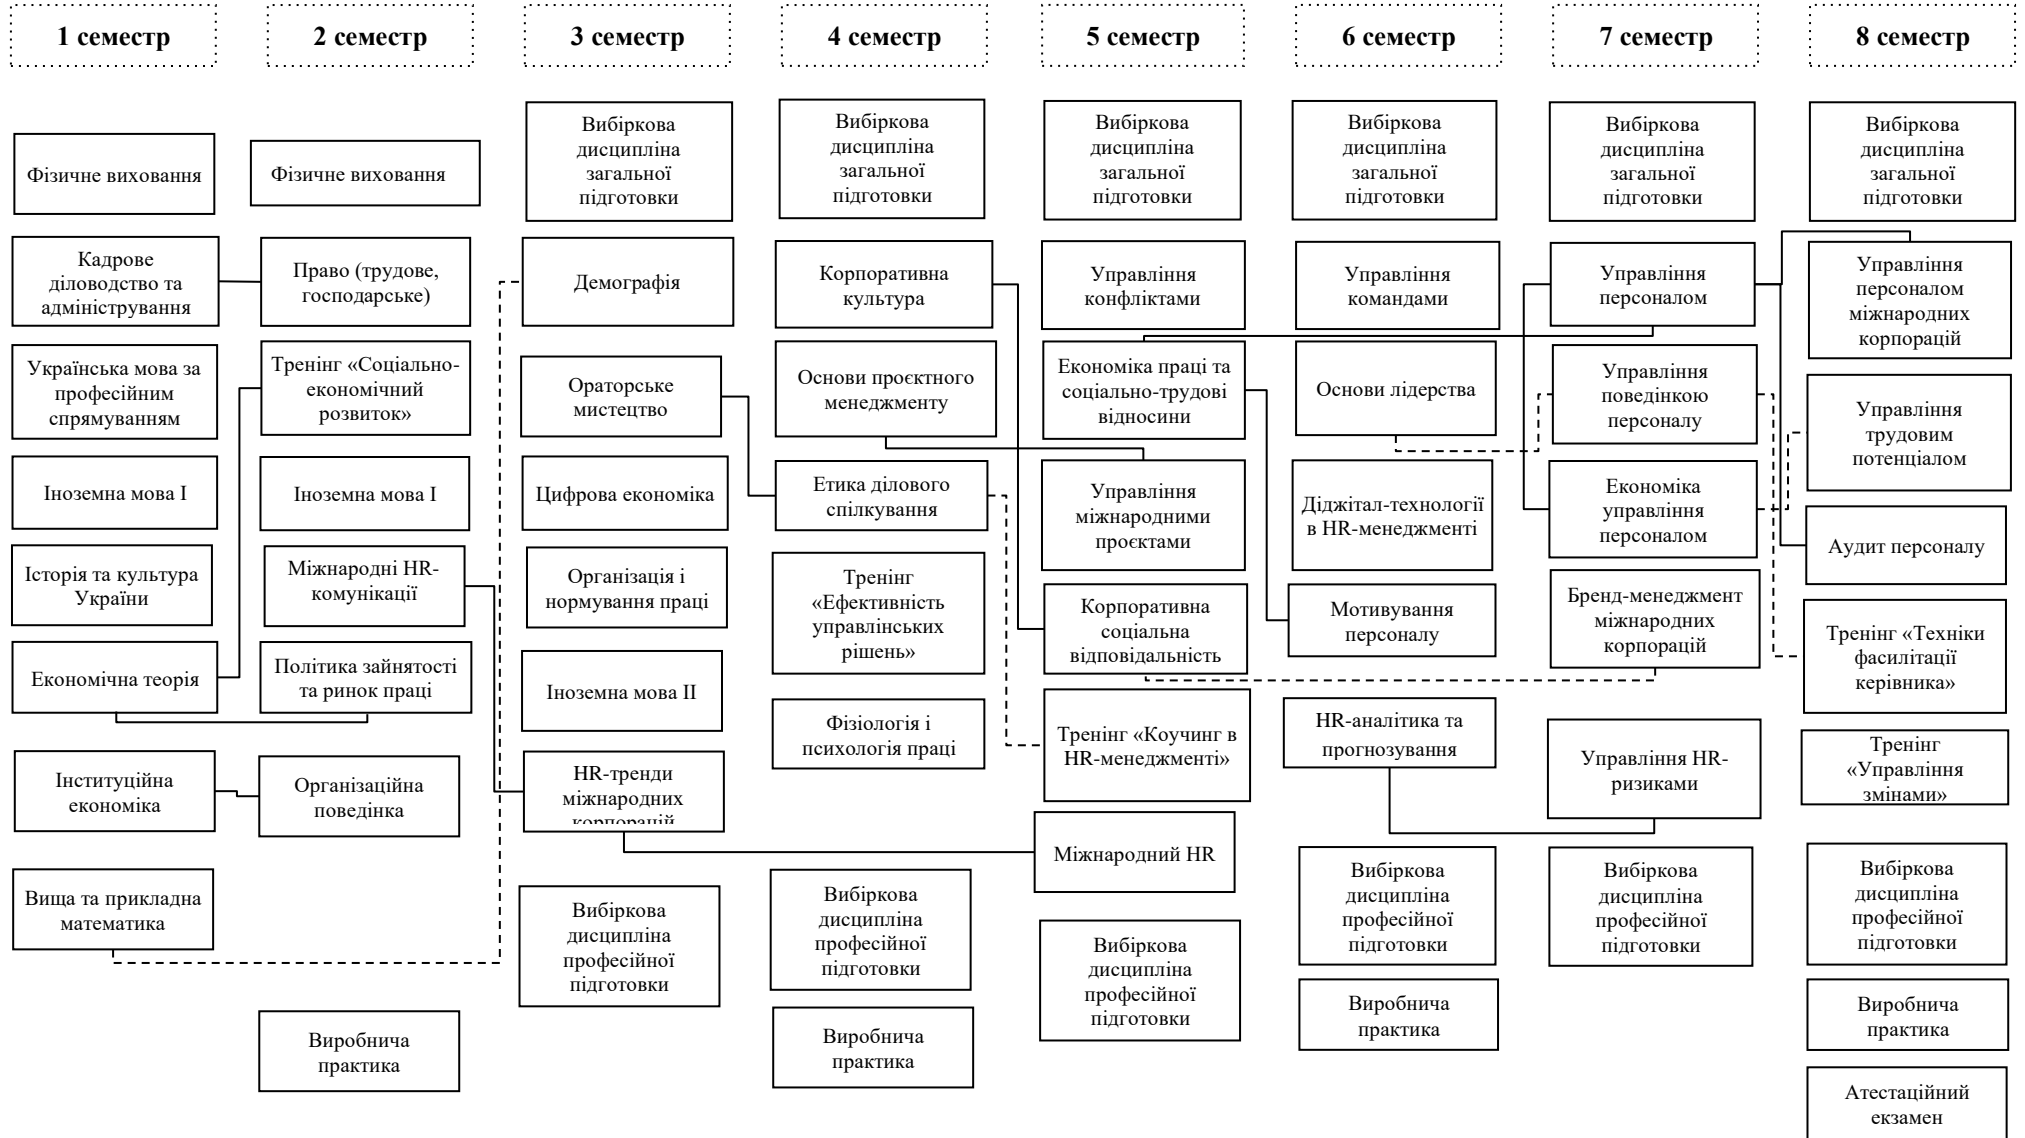 1 семестр
2 семестр
3 семестр
4 семестр
5 семестр
6 семестр
7 семестр
8 семестр
Фізичне виховання
Кадрове
діловодство та
адміністрування
Українська мова за
професійним
спрямуванням
Іноземна мова І
Історія та культура
України
Економічна теорія
Інституційна
економіка
Вища та прикладна
математика
Фізичне виховання
Право (трудове,
господарське)
Тренінг «Соціально-
економічний
розвиток»
Іноземна мова І
Міжнародні HR-
комунікації
Політика зайнятості
та ринок праці
Організаційна
поведінка
Виробнича
практика
Вибіркова
дисципліна
загальної
підготовки
Демографія
Ораторське
мистецтво
Цифрова економіка
Організація і
нормування праці
Іноземна мова ІІ
HR-тренди
міжнародних
корпорацій
Вибіркова
дисципліна
професійної
підготовки
Вибіркова
дисципліна
загальної
підготовки
Корпоративна
культура
Основи проєктного
менеджменту
Етика ділового
спілкування
Тренінг
«Ефективність
управлінських
рішень»
Фізіологія і
психологія праці
Вибіркова
дисципліна
професійної
підготовки
Виробнича
практика
Вибіркова
дисципліна
загальної
підготовки
Управління
конфліктами
Економіка праці та
соціально-трудові
відносини
Управління
міжнародними
проєктами
Корпоративна
соціальна
відповідальність
Тренінг «Коучинг в
HR-менеджменті»
Міжнародний HR
Вибіркова
дисципліна
професійної
підготовки
Вибіркова
дисципліна
загальної
підготовки
Управління
командами
Основи лідерства
Діджітал-технології
в HR-менеджменті
Мотивування
персоналу
HR-аналітика та
прогнозування
Вибіркова
дисципліна
професійної
підготовки
Виробнича
практика
Вибіркова
дисципліна
загальної
підготовки
Управління
персоналом
Управління
поведінкою
персоналу
Економіка
управління
персоналом
Бренд-менеджмент
міжнародних
корпорацій
Управління HR-
ризиками
Вибіркова
дисципліна
професійної
підготовки
Вибіркова
дисципліна
загальної
підготовки
Управління
персоналом
міжнародних
корпорацій
Управління
трудовим
потенціалом
Аудит персоналу
Тренінг «Техніки
фасилітації
керівника»
Тренінг
«Управління
змінами»
Вибіркова
дисципліна
професійної
підготовки
Виробнича
практика
Атестаційний
екзамен